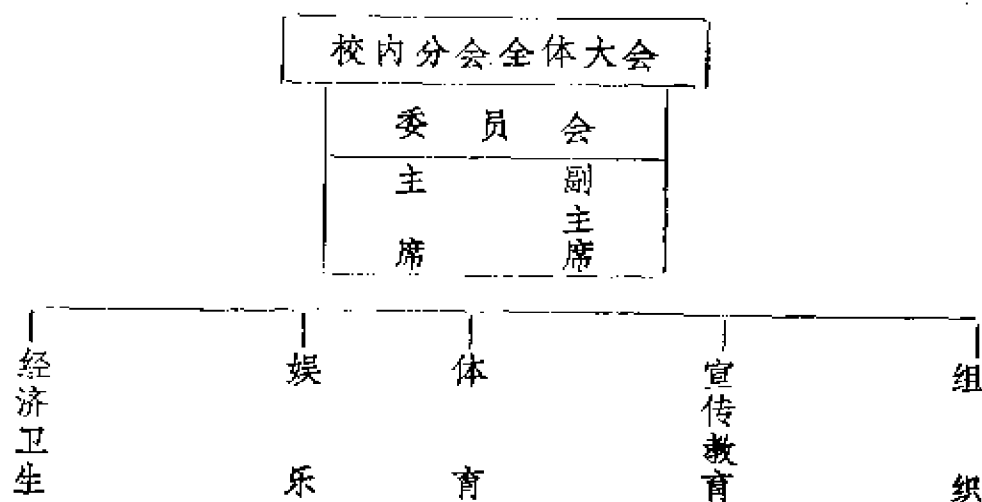 校内分会全体大会
委员会
主席
副主席
经济卫生
娱乐
体育
宣传教育
组织